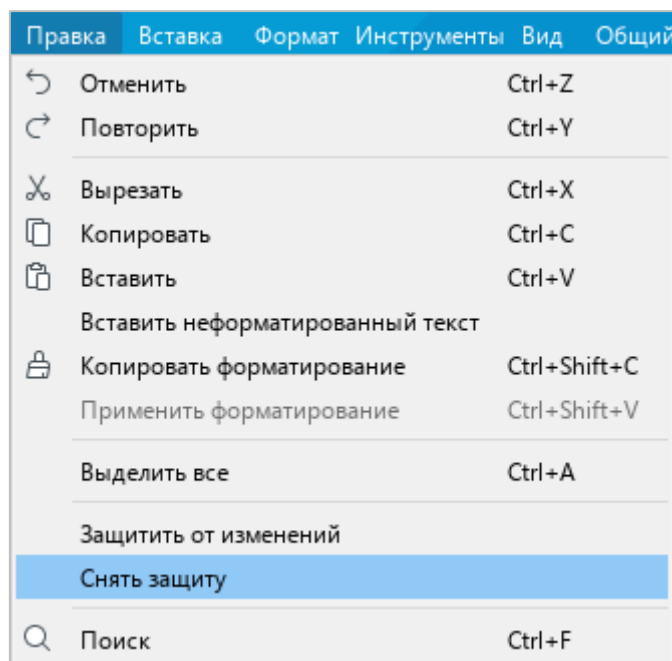 Правка Вставка Формат Инструменты Вид Общий
Отменить Ctrl+Z
Повторить Ctrl+Y
Вырезать Ctrl+X
Копировать Ctrl+C
Вставить Ctrl+V
Вставить неформатированный текст
Копировать форматирование Ctrl+Shift+C
Применить форматирование Ctrl+Shift+V
Выделить все Ctrl+A
Защитить от изменений
Снять защиту
Поиск Ctrl+F